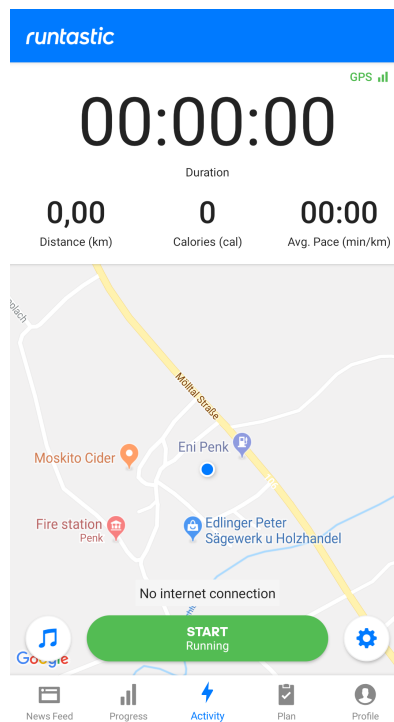 runtastic
GPS
00:00:00
Duration
0,00
0
00:00
Distance (km)
Calories (cal)
Avg. Pace (min/km)
Mölltal Straße
Eni Penk
Moskito Cider
106
Fire station
Penk
Edlinger Peter
Sägewerk u Holzhandel
No internet connection
START
Running
Google
News Feed
Progress
Activity
Plan
Profile